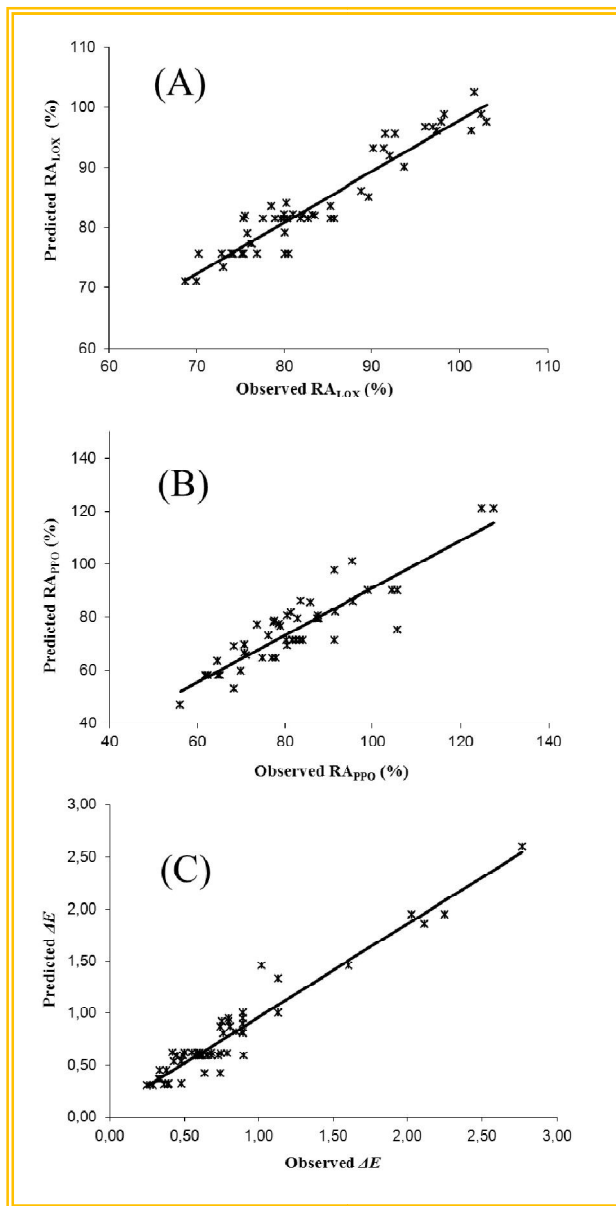 (A)
Predicted RALOX (%)
110
100
90
80
70
60
60 70 80 90 100 110
Observed RALOX (%)
(B)
Predicted RAPPO (%)
140
120
100
80
60
40
40 60 80 100 120 140
Observed RAPPO (%)
(C)
Predicted ΔE
3,00
2,50
2,00
1,50
1,00
0,50
0,00
0,00 0,50 1,00 1,50 2,00 2,50 3,00
Observed ΔE